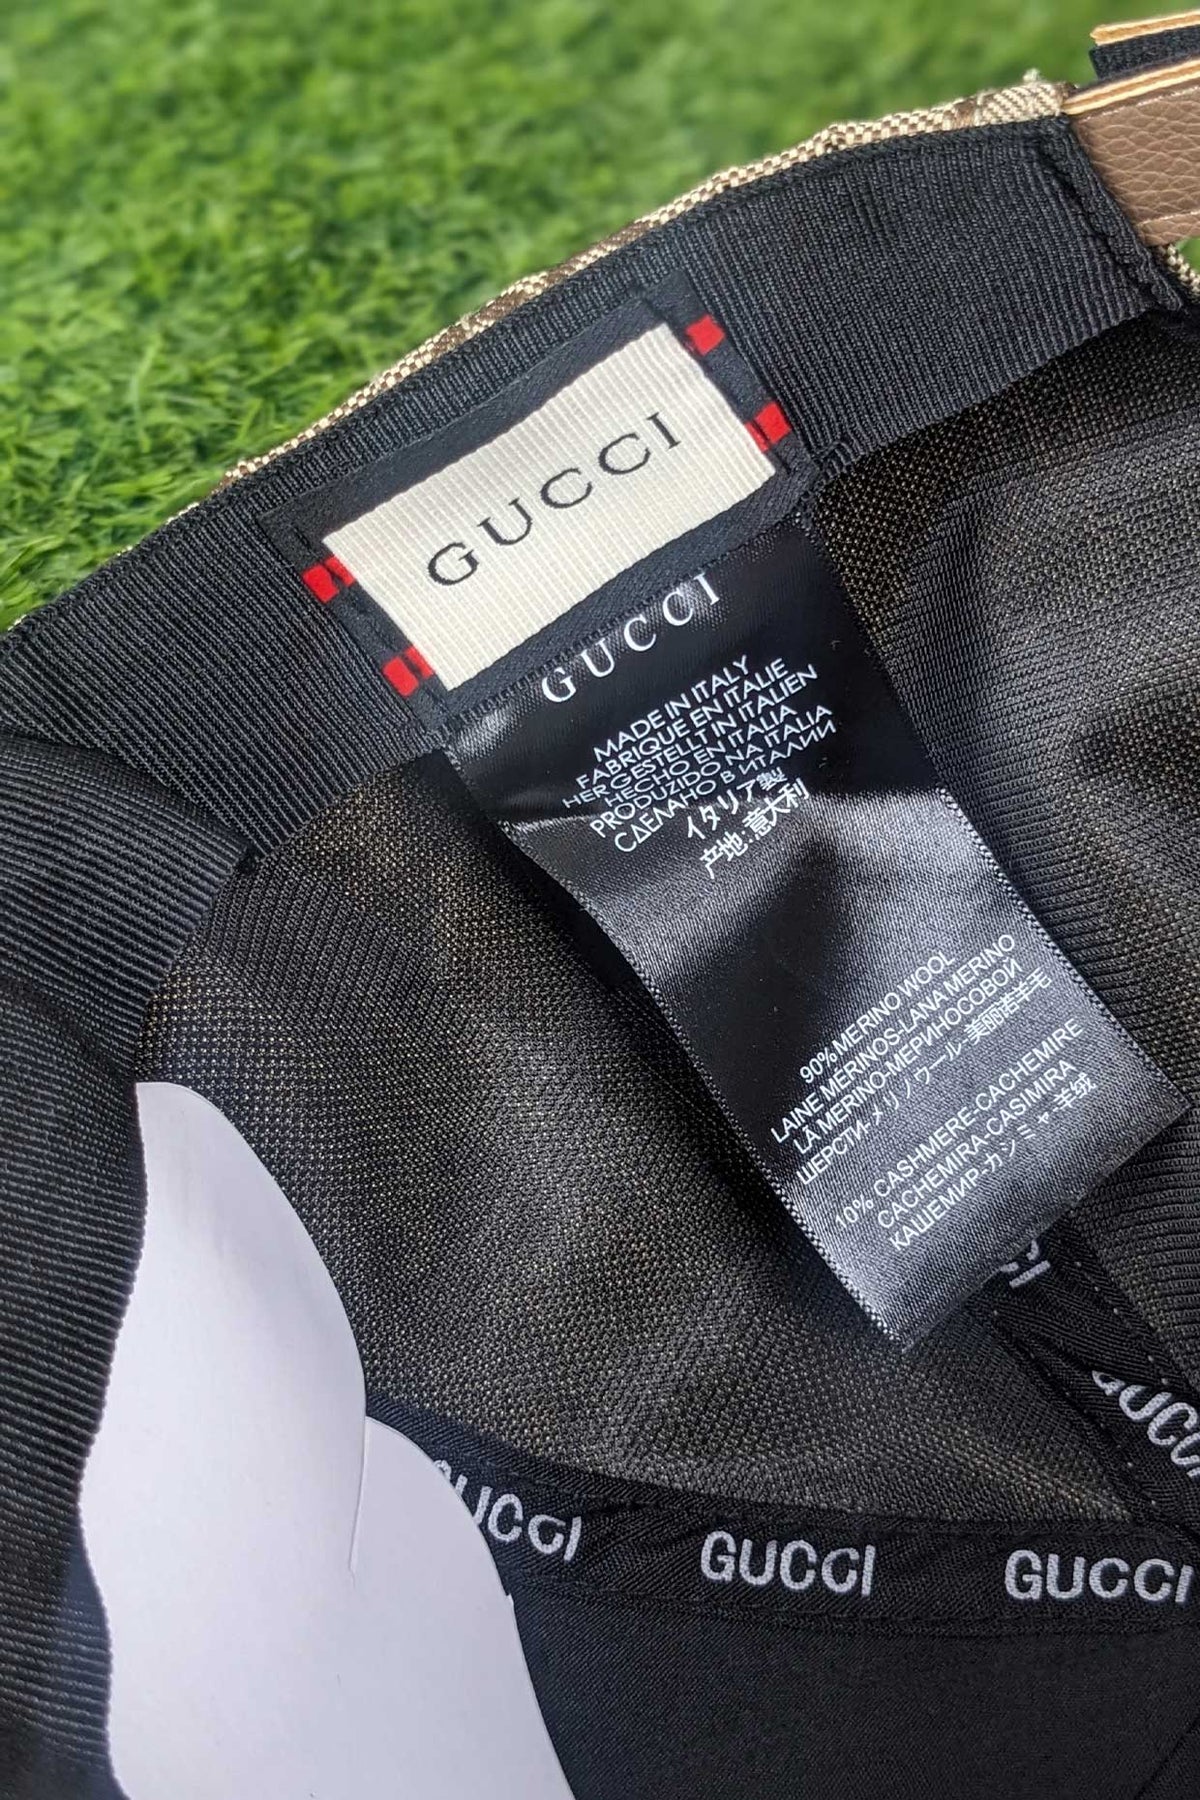 GUCCI
GUCCI
MADE IN ITALY
FABRIQUE EN ITALIE
HERGESTELLT IN ITALIEN
HECHO EN ITALIA
PRODUZIDO NA ITALIA
СДЕЛАНО В ИТАЛИИ
イタリア製
产地:意大利
90% MERINO WOOL
LAINE MERINOS-LANA MERINO
LÃ MERINO-МЕРИНОСОВОЙ
ШЕРСТИ-メリノウール-美丽诺羊毛
10% CASHMERE-CACHEMIRE
CACHEMIRA-CASIMIRA
КАШЕМИР-カシミャ-羊绒
GUCCI
GUCCI
GUCCI
GUCCI